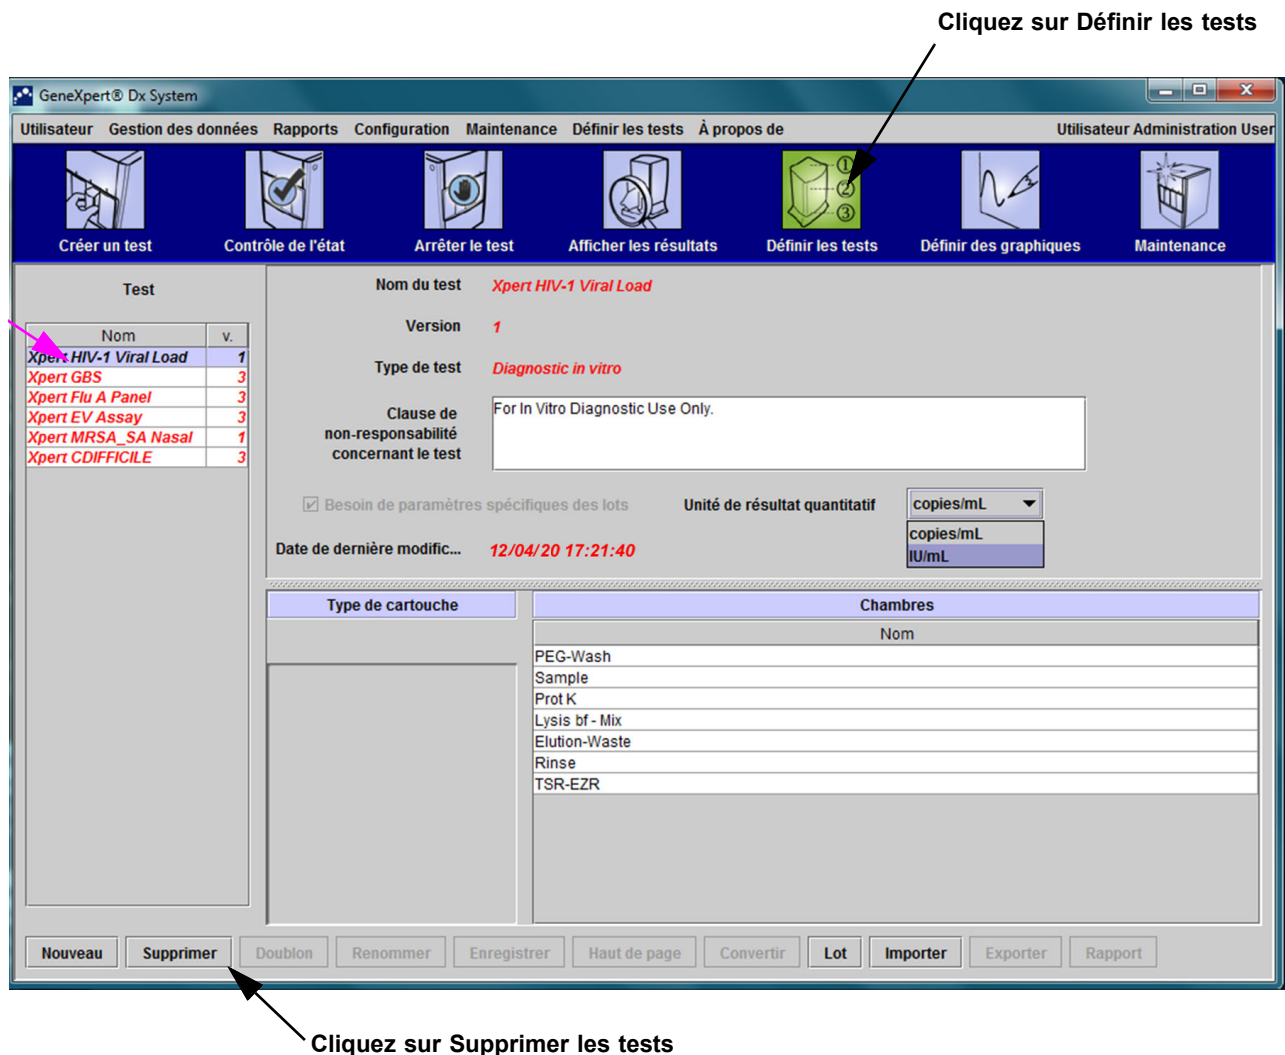 Cliquez sur Définir les tests
GeneXpert® Dx System
Utilisateur Gestion des données Rapports Configuration Maintenance Définir les tests À propos de Utilisateur Administration User
① ② ③
Créer un test Contrôle de l'état Arrêter le test Afficher les résultats Définir les tests Définir des graphiques Maintenance
Test
Nom v.
Xpert HIV-1 Viral Load 1
Xpert GBS 3
Xpert Flu A Panel 3
Xpert EV Assay 3
Xpert MRSA_SA Nasal 1
Xpert CDIFFICILE 3
Nom du test Xpert HIV-1 Viral Load
Version 1
Type de test Diagnostic in vitro
Clause de
non-responsabilité
concernant le test
For In Vitro Diagnostic Use Only.
Besoin de paramètres spécifiques des lots Unité de résultat quantitatif copies/mL
copies/mL
IU/mL
Date de dernière modific... 12/04/20 17:21:40
Type de cartouche
Chambres
Nom
PEG-Wash
Sample
Prot K
Lysis bf - Mix
Elution-Waste
Rinse
TSR-EZR
Nouveau Supprimer Doublon Renommer Enregistrer Haut de page Convertir Lot Importer Exporter Rapport
Cliquez sur Supprimer les tests